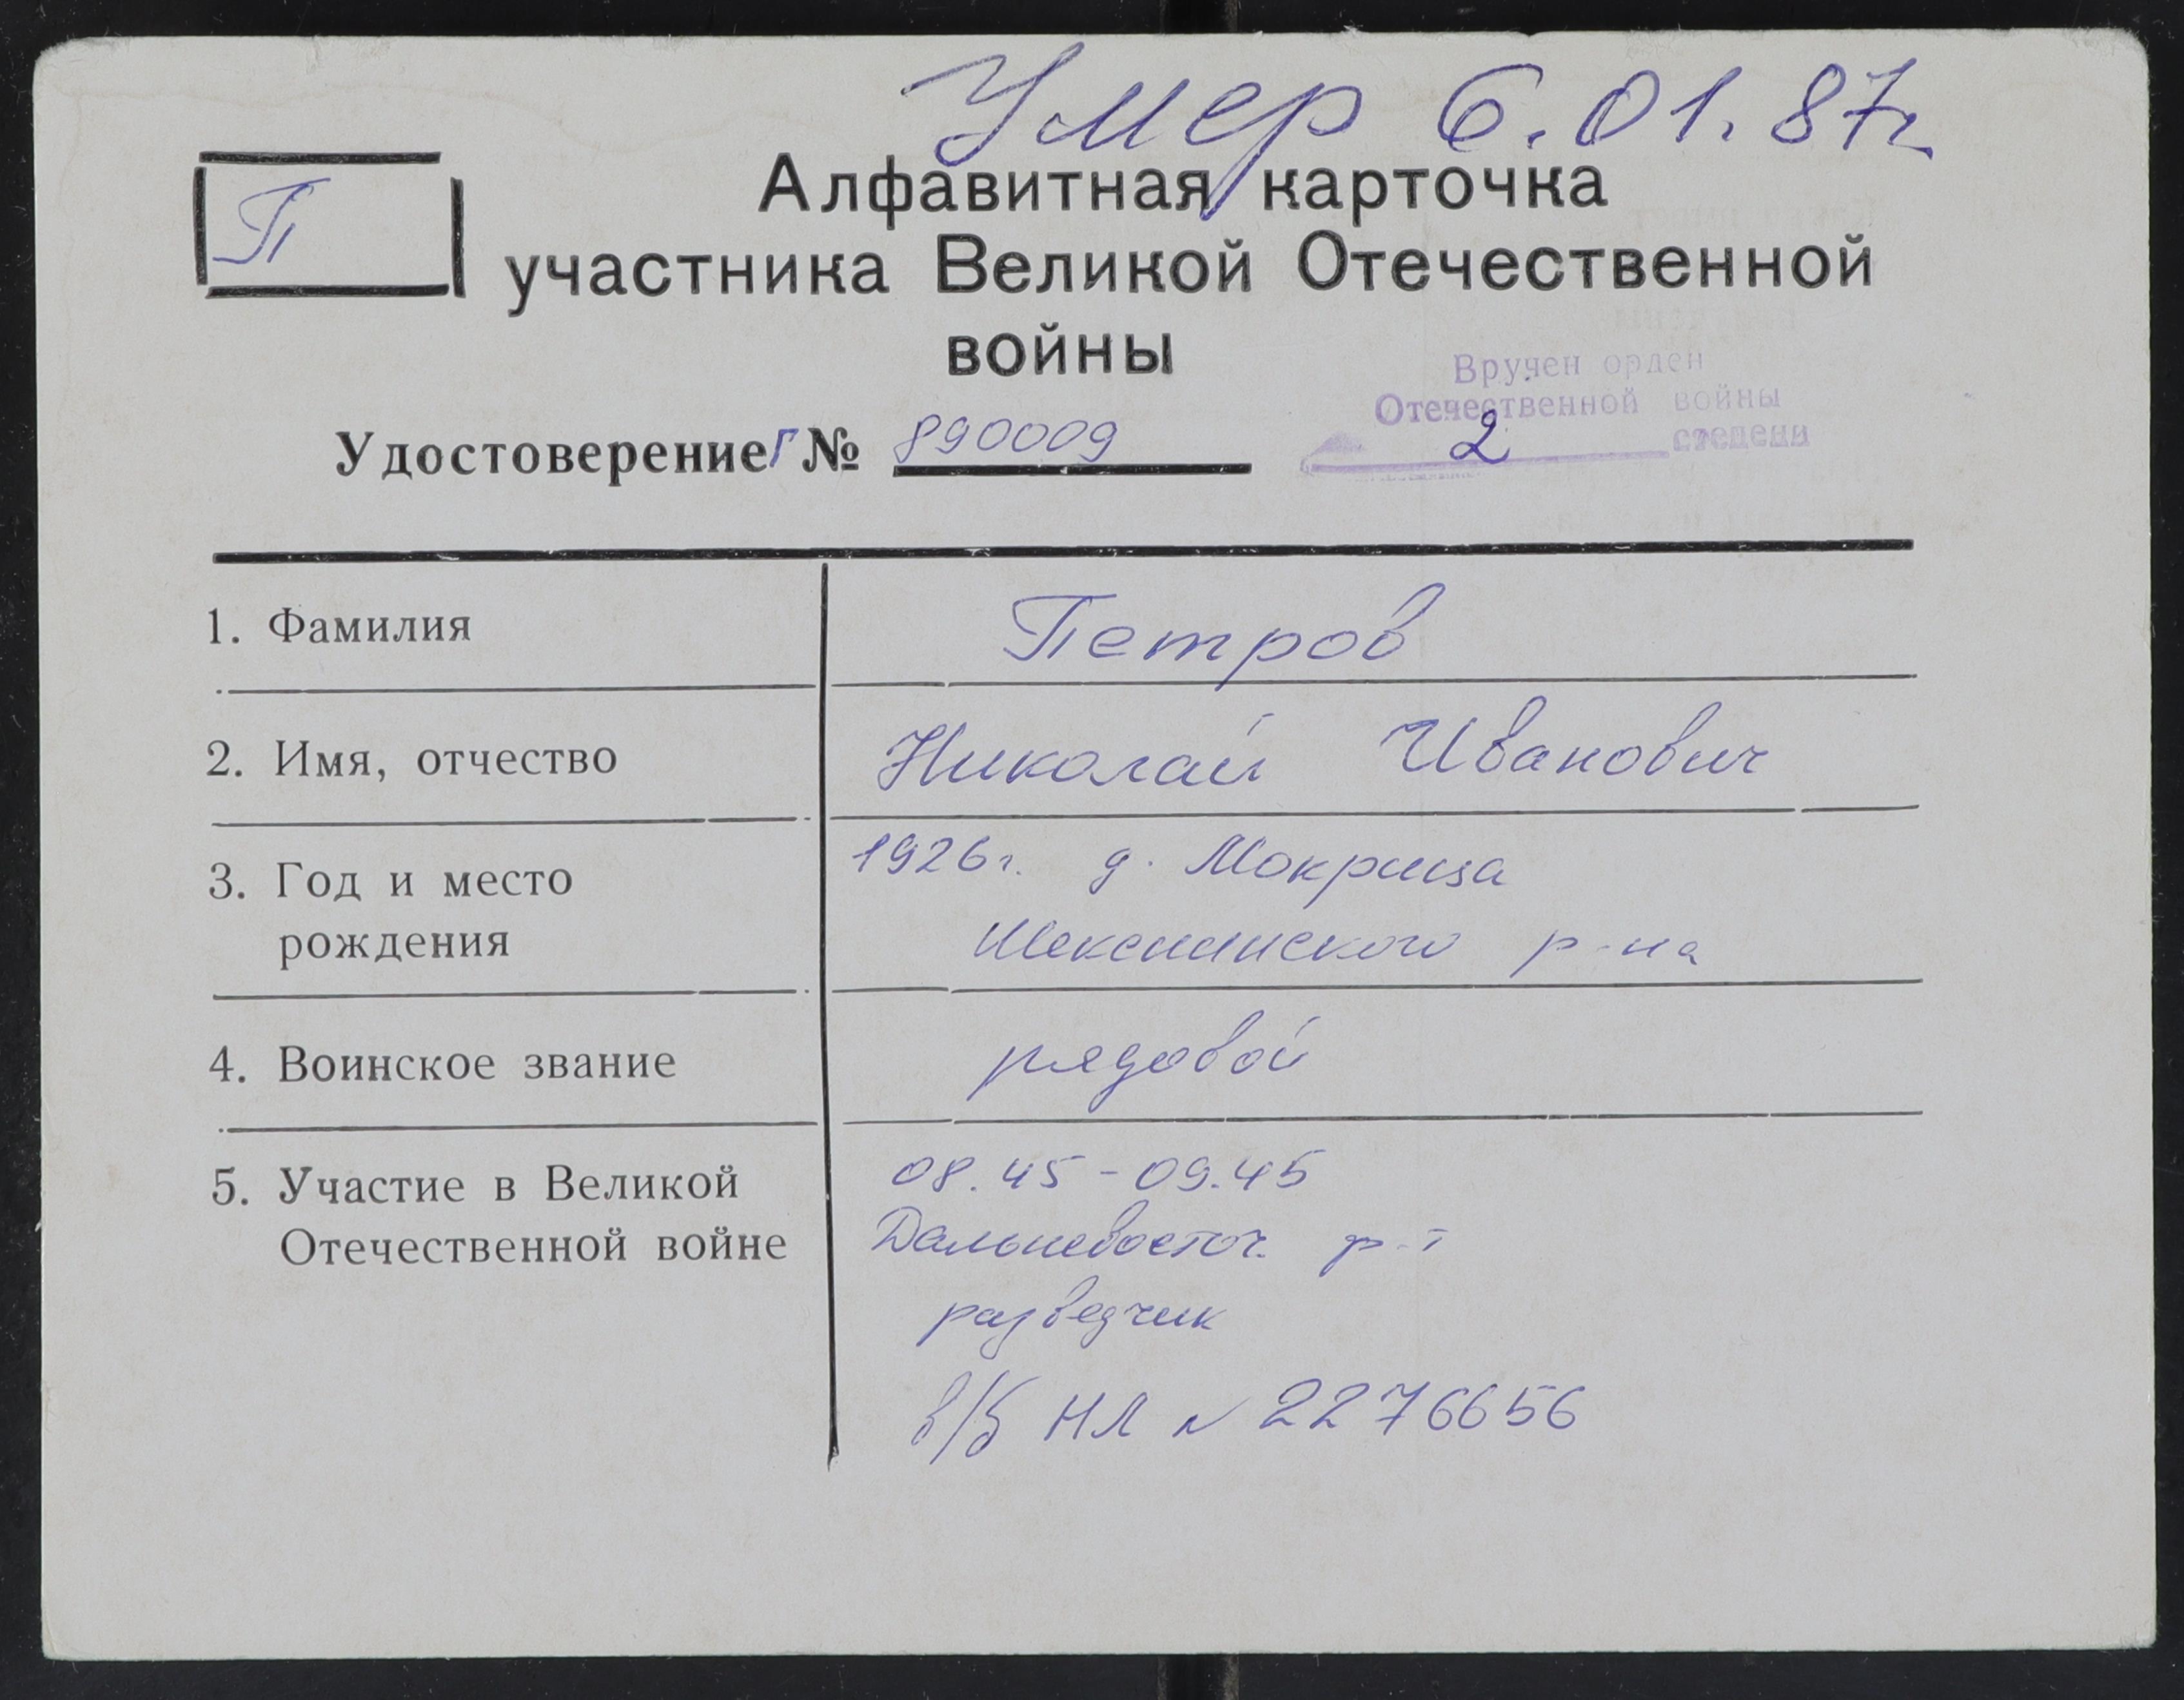 Умер 6.01.87г
П
Алфавитная карточка
участника Великой Отечественной
войны
Вручен орден
Отечественной войны
2 степени
Удостоверение Г № 890009
1. Фамилия Петров
2. Имя, отчество Николай Иванович
3. Год и место 1926г. д. Мокрица
рождения Шекснинского р-на
4. Воинское звание рядовой
5. Участие в Великой 08.45-09.45
Отечественной войне Дальневосточ. ф-т
разведчик
в/б НЛ № 2276656